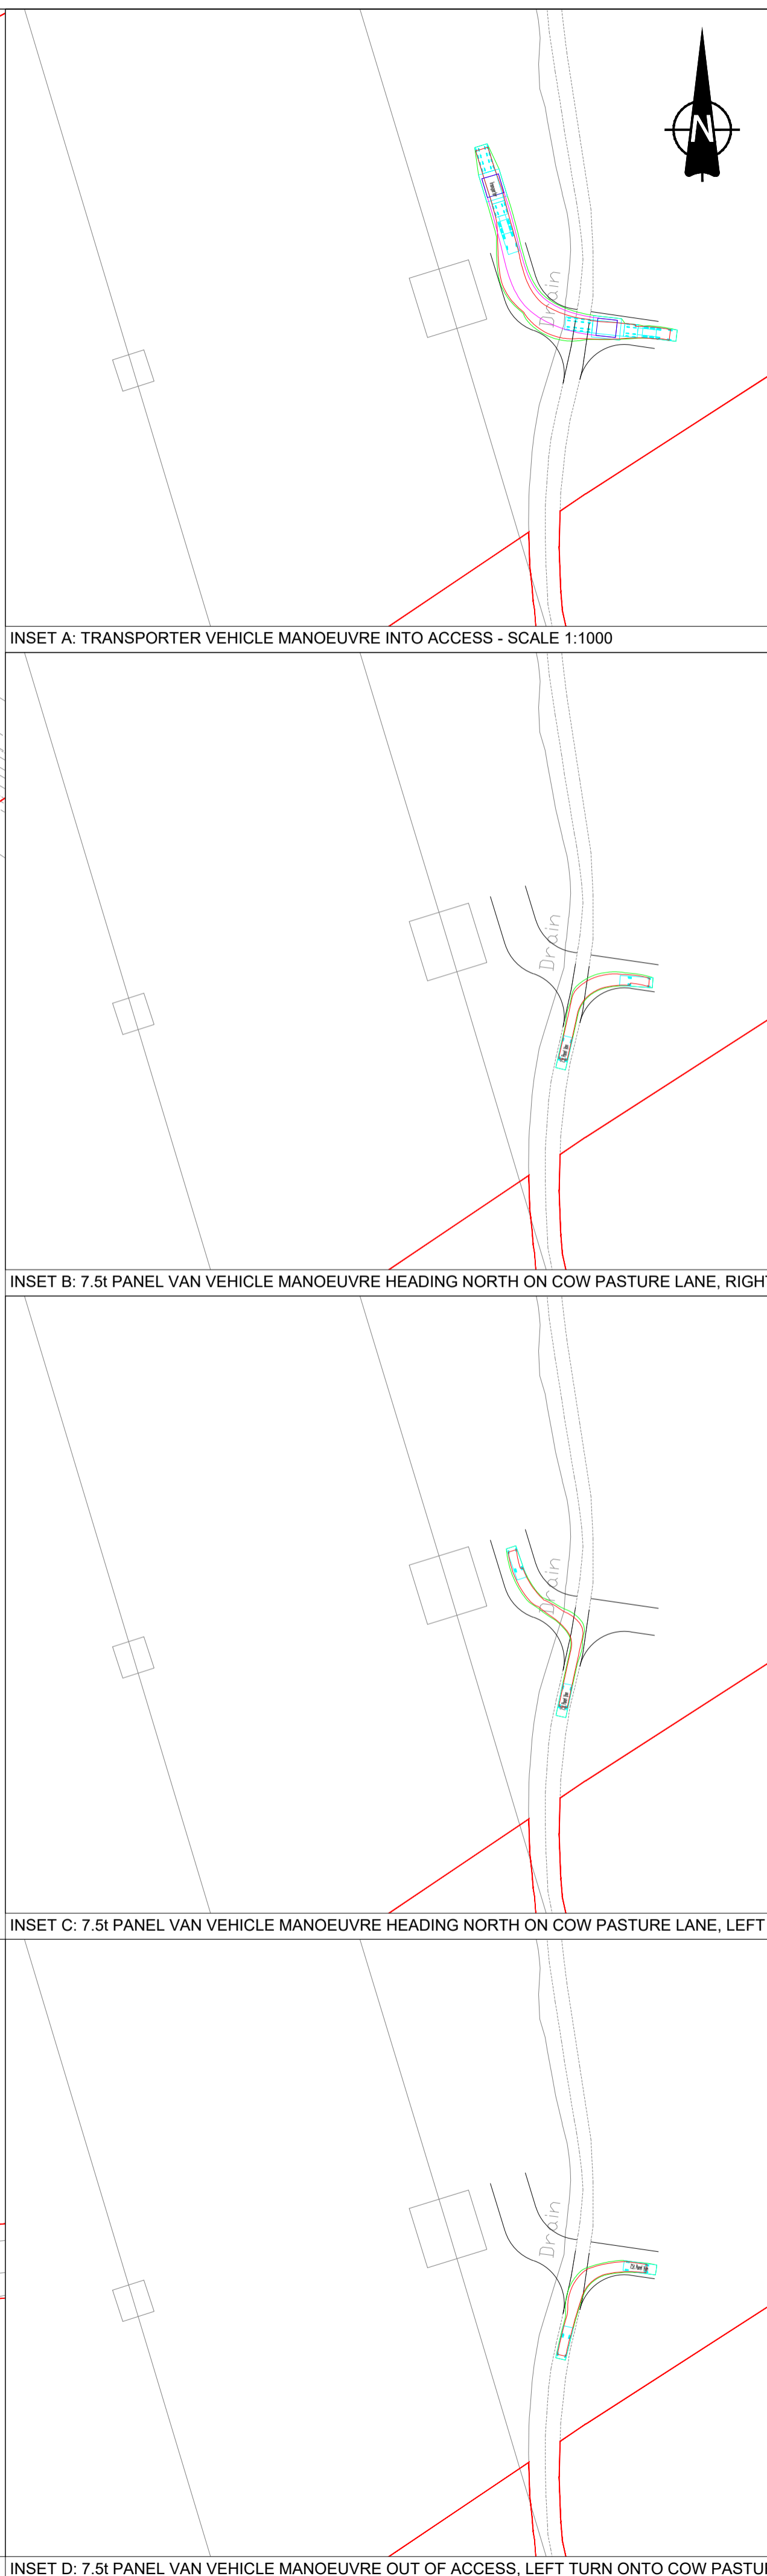 N
Drain
INSET A: TRANSPORTER VEHICLE MANOEUVRE INTO ACCESS - SCALE 1:1000
Drain
INSET B: 7.5t PANEL VAN VEHICLE MANOEUVRE HEADING NORTH ON COW PASTURE LANE, RIGHT
Drain
INSET C: 7.5t PANEL VAN VEHICLE MANOEUVRE HEADING NORTH ON COW PASTURE LANE, LEFT
Drain
INSET D: 7.5t PANEL VAN VEHICLE MANOEUVRE OUT OF ACCESS, LEFT TURN ONTO COW